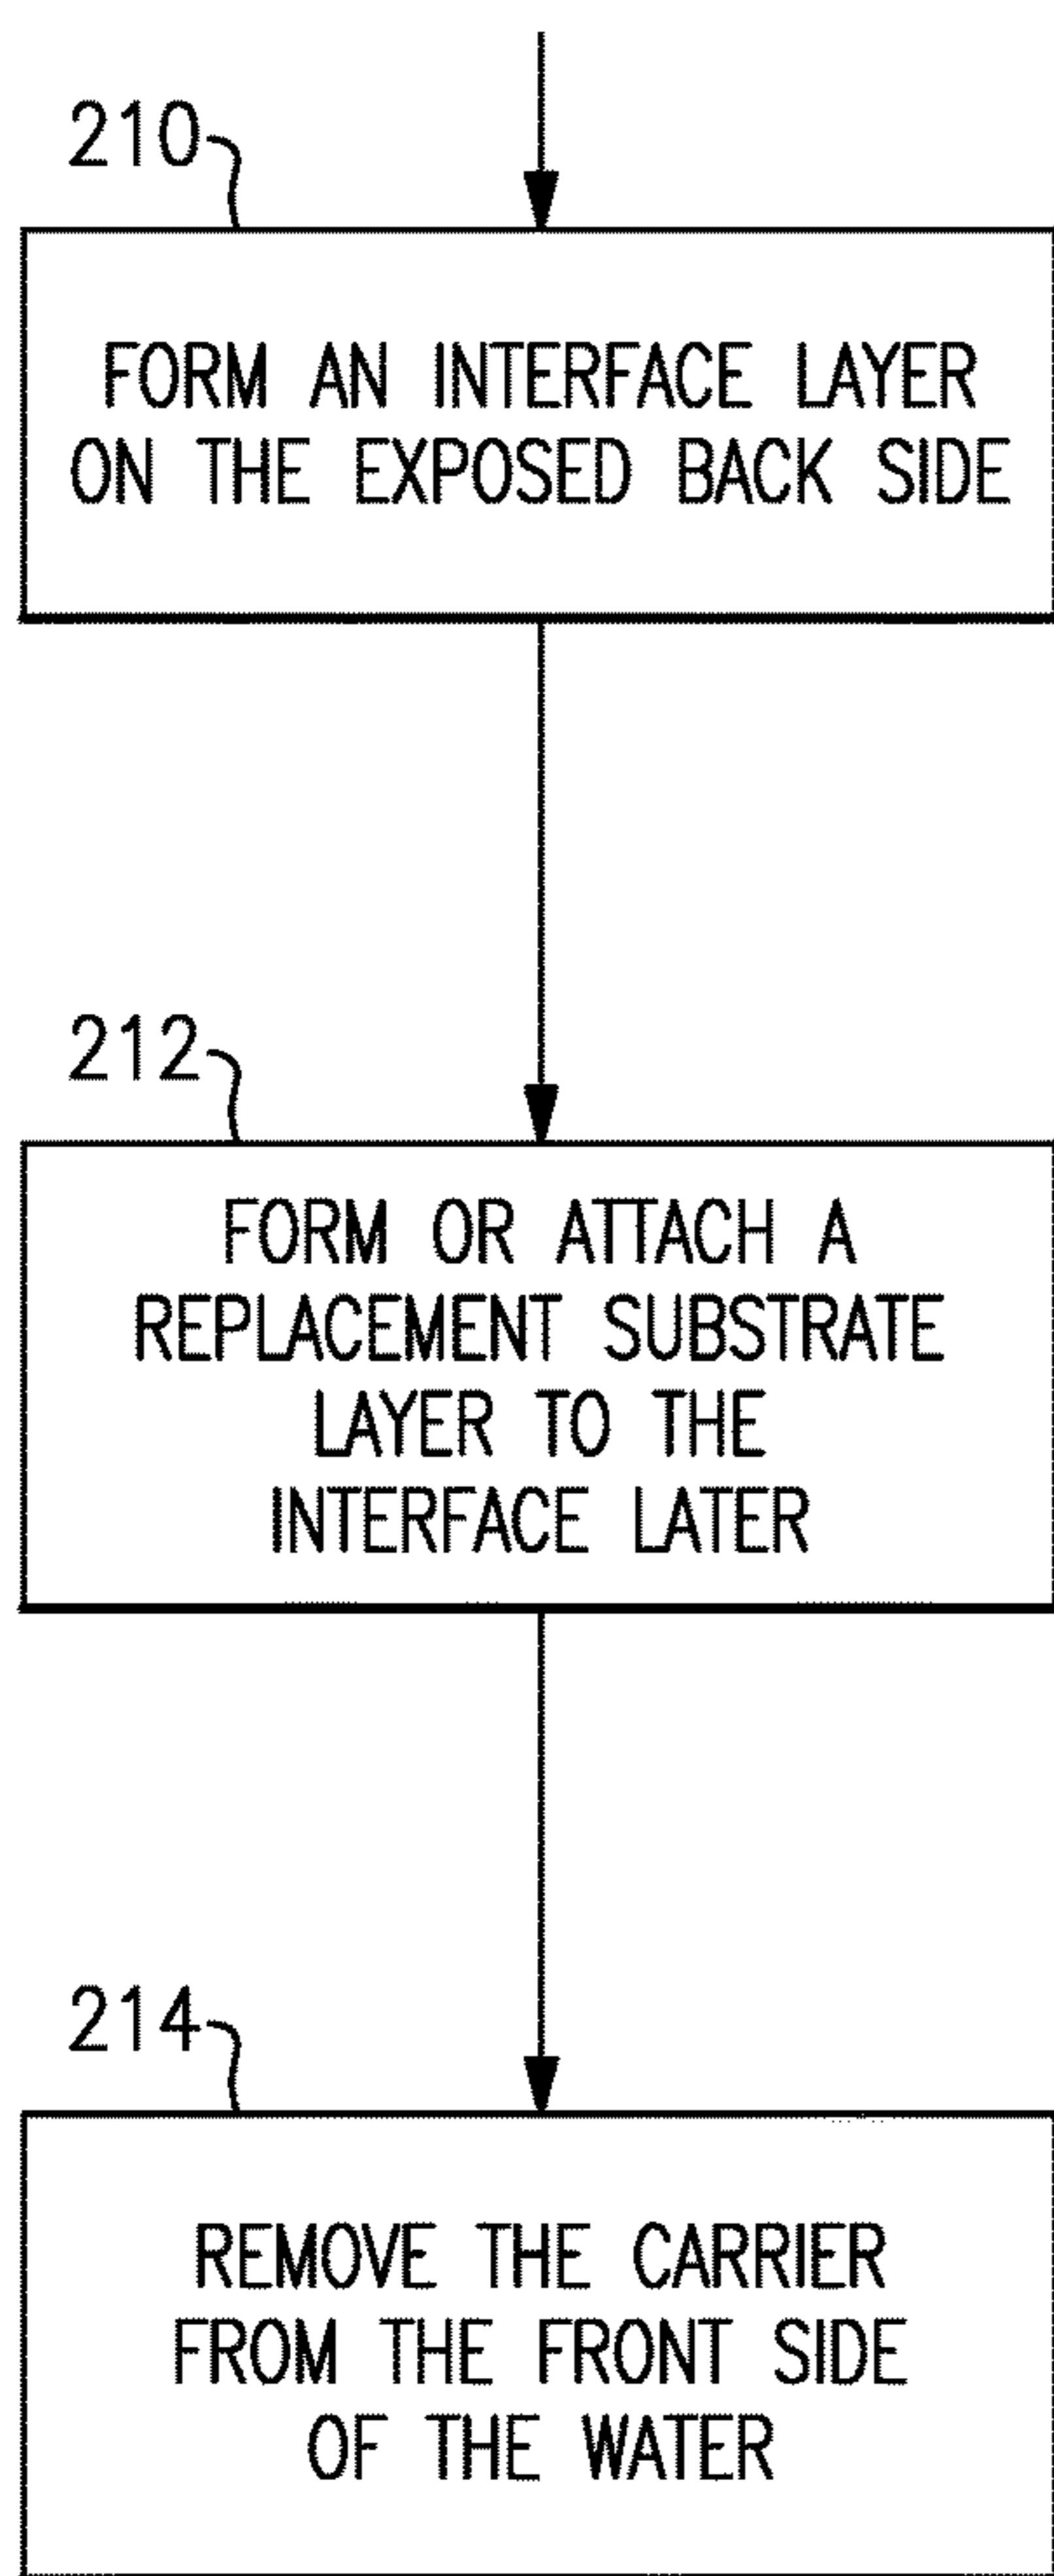 210
FORM AN INTERFACE LAYER
ON THE EXPOSED BACK SIDE
212
FORM OR ATTACH A
REPLACEMENT SUBSTRATE
LAYER TO THE
INTERFACE LATER
214
REMOVE THE CARRIER
FROM THE FRONT SIDE
OF THE WATER